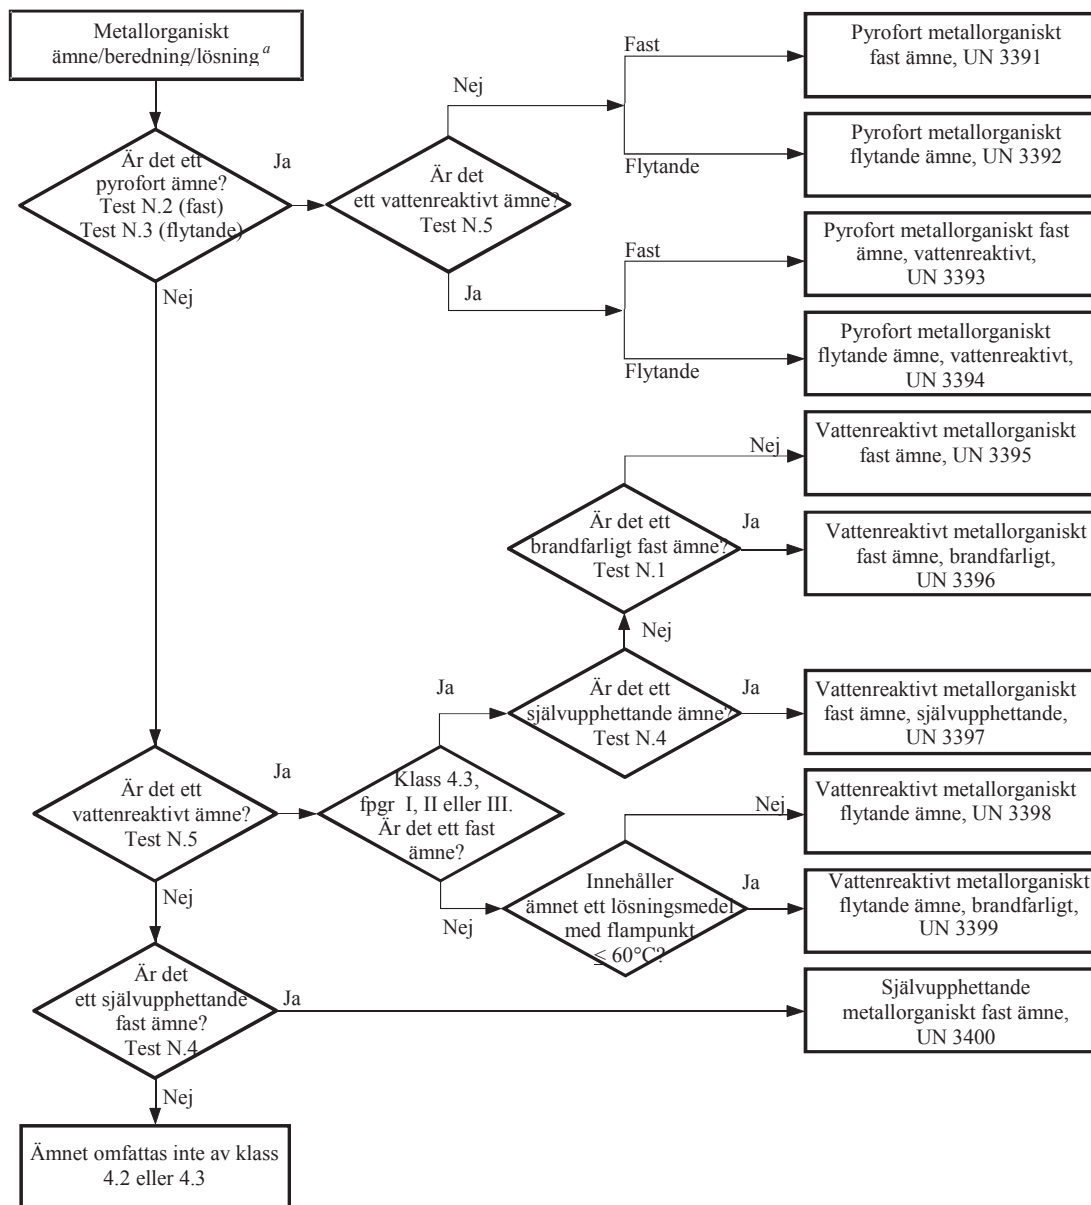 Metallorganiskt
ämne/beredning/lösning a
Fast
Pyrofort metallorganiskt
fast ämne, UN 3391
Nej
Är det ett
pyrofort ämne?
Test N.2 (fast)
Test N.3 (flytande)
Ja
Är det
ett vattenreaktivt ämne?
Test N.5
Flytande
Pyrofort metallorganiskt
flytande ämne, UN 3392
Fast
Pyrofort metallorganiskt fast
ämne, vattenreaktivt,
UN 3393
Nej
Ja
Flytande
Pyrofort metallorganiskt
flytande ämne, vattenreaktivt,
UN 3394
Nej
Vattenreaktivt metallorganiskt
fast ämne, UN 3395
Är det ett
brandfarligt fast ämne?
Test N.1
Ja
Vattenreaktivt metallorganiskt
fast ämne, brandfarligt,
UN 3396
Nej
Ja
Är det ett
självupphettande ämne?
Test N.4
Ja
Vattenreaktivt metallorganiskt
fast ämne, självupphettande,
UN 3397
Är det ett
vattenreaktivt ämne?
Test N.5
Ja
Klass 4.3,
fpgr I, II eller III.
Är det ett fast
ämne?
Nej
Vattenreaktivt metallorganiskt
flytande ämne, UN 3398
Nej
Nej
Innehåller
ämnet ett lösningsmedel
med flampunkt
≤ 60°C?
Ja
Vattenreaktivt metallorganiskt
flytande ämne, brandfarligt,
UN 3399
Är det
ett självupphettande
fast ämne?
Test N.4
Ja
Självupphettande
metallorganiskt fast ämne,
UN 3400
Nej
Ämnet omfattas inte av klass
4.2 eller 4.3